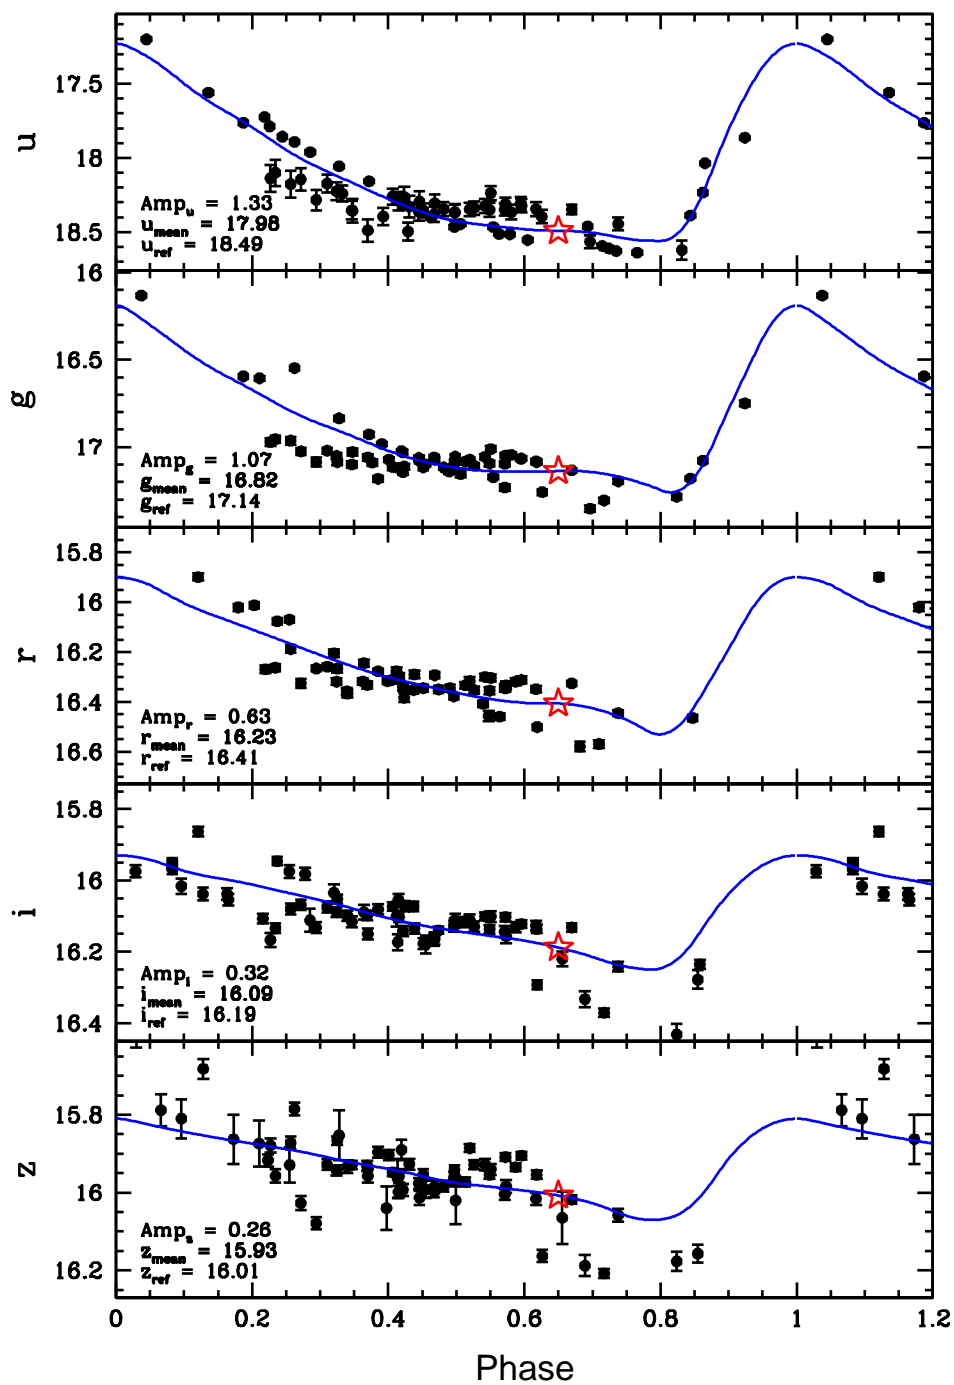 17.5
18
18.5
u
Amp_u = 1.33
u_mean = 17.98
u_ref = 18.49
16
16.5
17
g
Amp_g = 1.07
g_mean = 16.82
g_ref = 17.14
15.8
16
16.2
16.4
16.6
r
Amp_r = 0.63
r_mean = 16.23
r_ref = 16.41
15.8
16
16.2
16.4
i
Amp_i = 0.32
i_mean = 16.09
i_ref = 16.19
15.8
16
16.2
z
Amp_z = 0.26
z_mean = 15.93
z_ref = 16.01
0 0.2 0.4 0.6 0.8 1 1.2
Phase